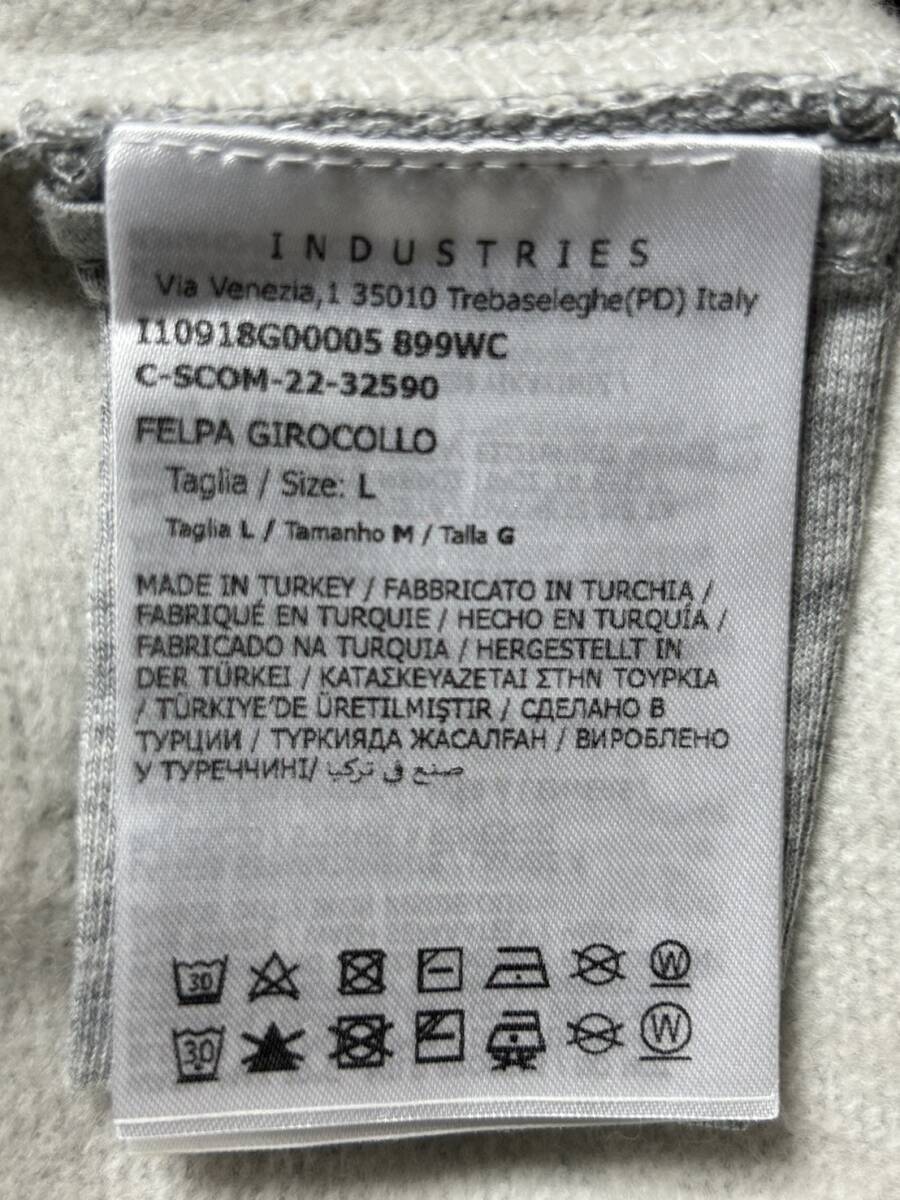 INDUSTRIES
Via Venezia,1 35010 Trebaseleghe(PD) Italy
I10918G00005 899WC
C-SCOM-22-32590
FELPA GIROCOLLO
Taglia / Size: L
Taglia L / Tamanho M / Talla G
MADE IN TURKEY / FABBRICATO IN TURCHIA /
FABRIQUÉ EN TURQUIE / HECHO EN TURQUÍA /
FABRICADO NA TURQUIA / HERGESTELLT IN
DER TÜRKEI / ΚΑΤΑΣΚΕΥΑΖΕΤΑΙ ΣΤΗΝ ΤΟΥΡΚΙΑ
/ TÜRKİYE'DE ÜRETILMIŞTIR / СДЕЛАНО В
ТУРЦИИ / ТУРКИЯДА ЖАСАЛҒАН / ВИРОБЛЕНО
У ТУРЕЧЧИНІ/ صنع في تركيا
30 W
30 W